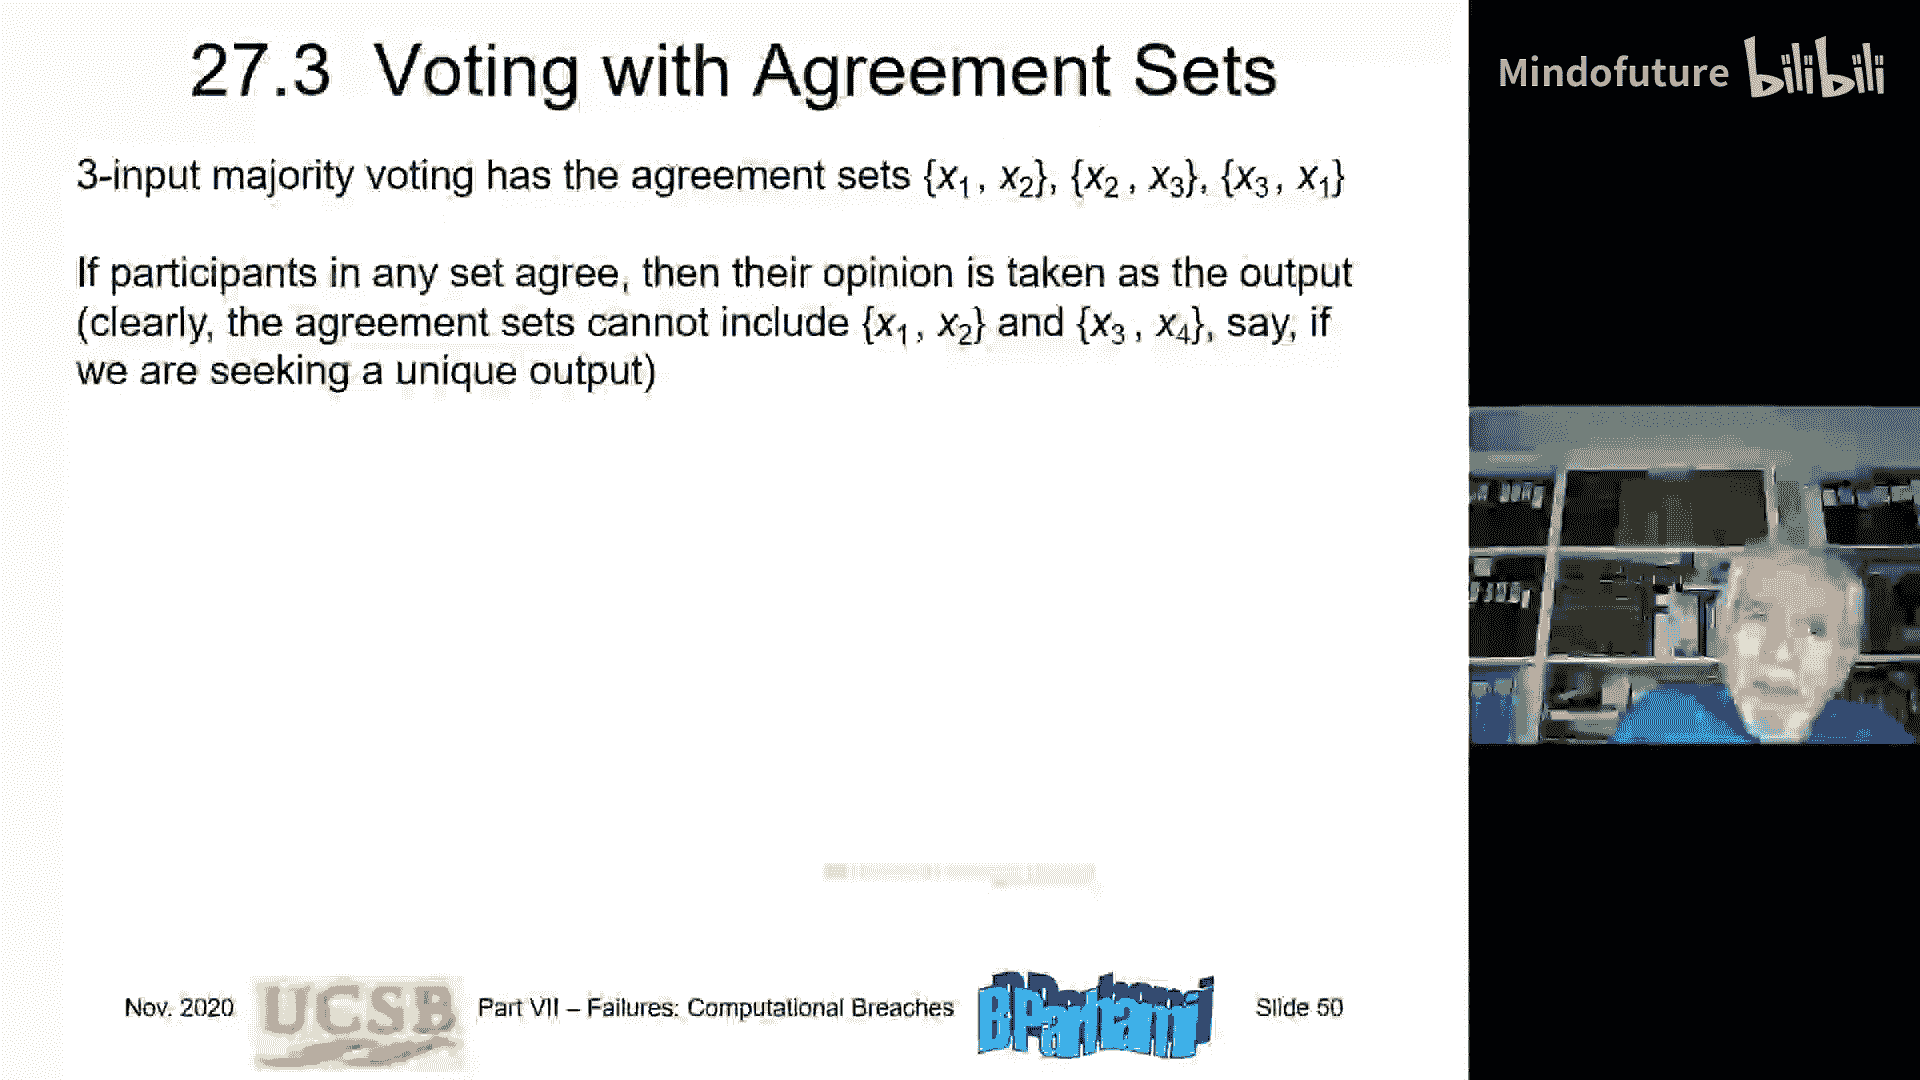 27.3 Voting with Agreement Sets
Mindofuture bilibili
3-input majority voting has the agreement sets {x₁, x₂}, {x₂, x₃}, {x₃, x₁}
If participants in any set agree, then their opinion is taken as the output
(clearly, the agreement sets cannot include {x₁, x₂} and {x₃, x₄}, say, if
we are seeking a unique output)
Nov. 2020 UCSB Part VII – Failures: Computational Breaches B Parhami Slide 50